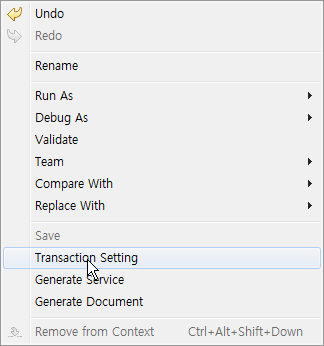 Undo
Redo
Rename
Run As
Debug As
Validate
Team
Compare With
Replace With
Save
Transaction Setting
Generate Service
Generate Document
Remove from Context Ctrl+Alt+Shift+Down